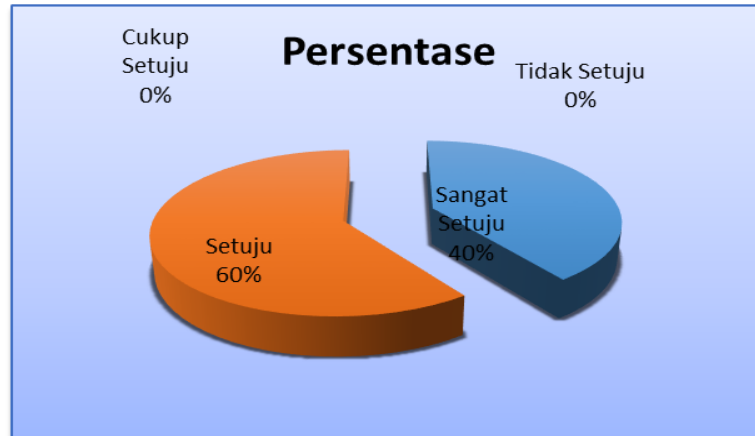 Persentase
Cukup
Setuju
0%
Tidak Setuju
0%
Sangat
Setuju
40%
Setuju
60%